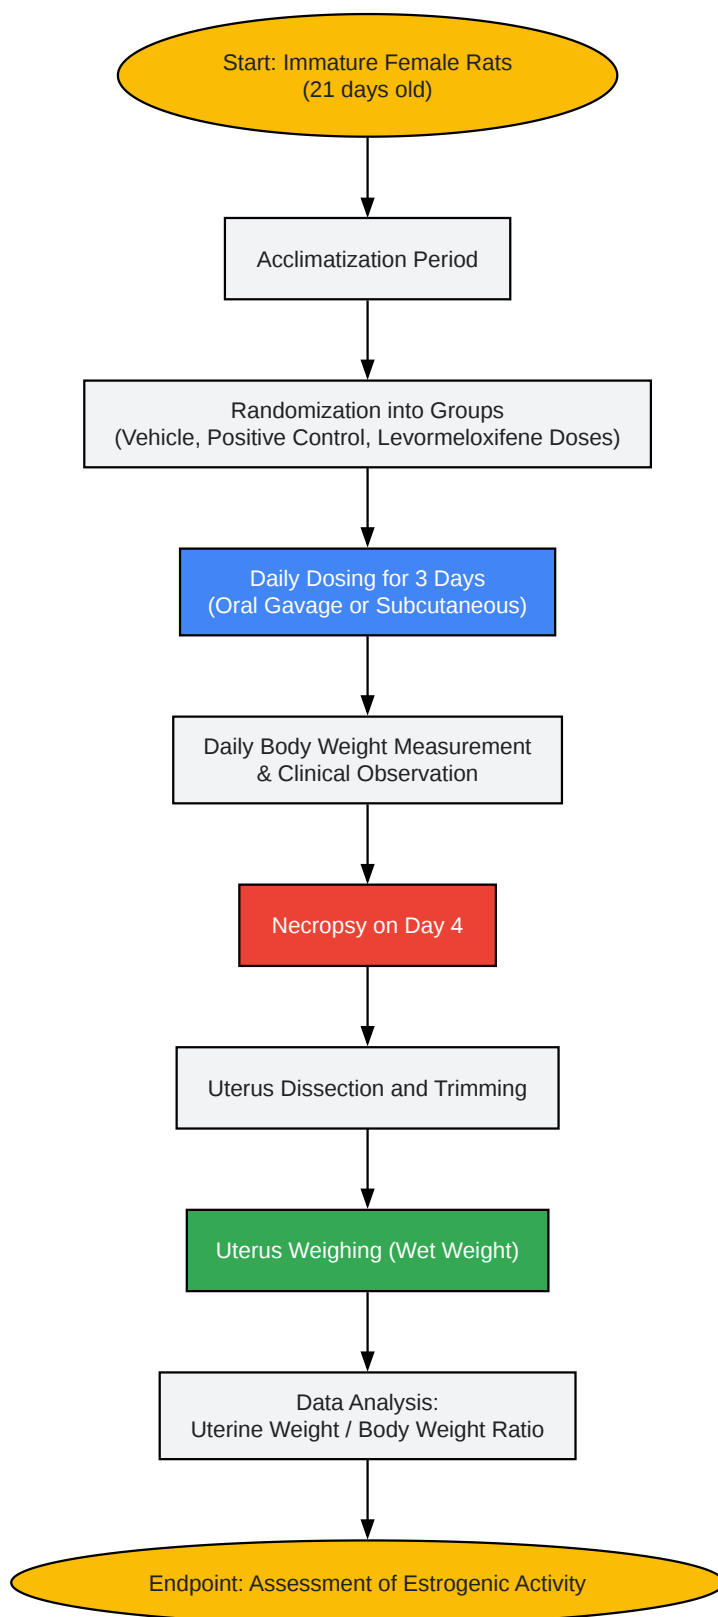 Start: Immature Female Rats
(21 days old)
Acclimatization Period
Randomization into Groups
(Vehicle, Positive Control, Levormeloxifene Doses)
Daily Dosing for 3 Days
(Oral Gavage or Subcutaneous)
Daily Body Weight Measurement
& Clinical Observation
Necropsy on Day 4
Uterus Dissection and Trimming
Uterus Weighing (Wet Weight)
Data Analysis:
Uterine Weight / Body Weight Ratio
Endpoint: Assessment of Estrogenic Activity